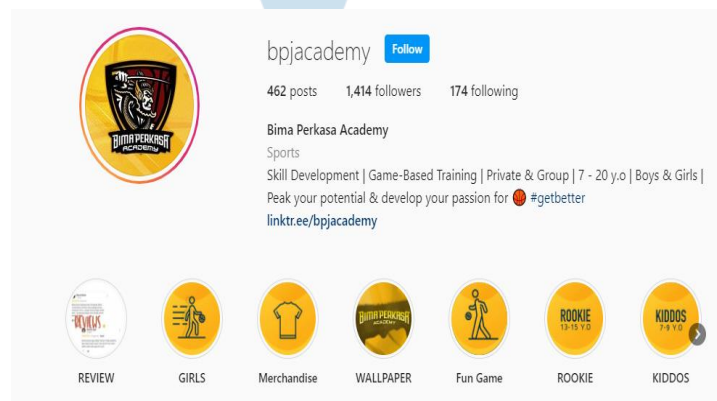 bpjacademy Follow
462 posts 1,414 followers 174 following
Bima Perkasa Academy
Sports
Skill Development | Game-Based Training | Private & Group | 7 - 20 y.o | Boys & Girls |
Peak your potential & develop your passion for 🏀 #getbetter
linktr.ee/bpjacademy
BIMA PERKASA
ACADEMY
REVIEWS
BIMA PERKASA
ACADEMY
ROOKIE
13-15 Y.O
KIDDOS
7-9 Y.O
REVIEW GIRLS Merchandise WALLPAPER Fun Game ROOKIE KIDDOS